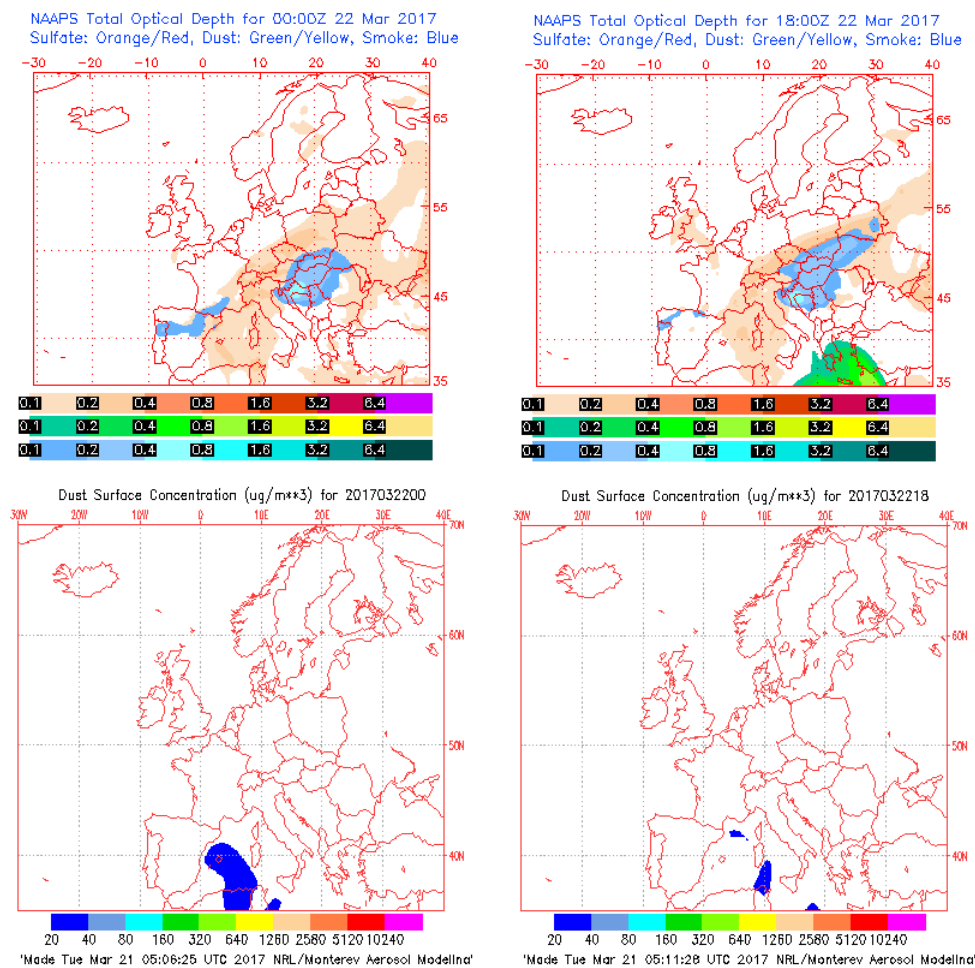 NAAPS Total Optical Depth for 00:00Z 22 Mar 2017
Sulfate: Orange/Red, Dust: Green/Yellow, Smoke: Blue
-30 -20 -10 0 10 20 30 40
65
55
45
35
0.1 0.2 0.4 0.8 1.6 3.2 6.4
0.1 0.2 0.4 0.8 1.6 3.2 6.4
0.1 0.2 0.4 0.8 1.6 3.2 6.4
NAAPS Total Optical Depth for 18:00Z 22 Mar 2017
Sulfate: Orange/Red, Dust: Green/Yellow, Smoke: Blue
-30 -20 -10 0 10 20 30 40
65
55
45
35
0.1 0.2 0.4 0.8 1.6 3.2 6.4
0.1 0.2 0.4 0.8 1.6 3.2 6.4
0.1 0.2 0.4 0.8 1.6 3.2 6.4
Dust Surface Concentration (ug/m**3) for 2017032200
30W 20W 10W 0 10E 20E 30E 40E
70N
60N
50N
40N
20 40 80 160 320 640 1260 2580 5120 10240
'Made Tue Mar 21 05:06:25 UTC 2017 NRL/Monterey Aerosol Modeling'
Dust Surface Concentration (ug/m**3) for 2017032218
30W 20W 10W 0 10E 20E 30E 40E
70N
60N
50N
40N
20 40 80 160 320 640 1260 2580 5120 10240
'Made Tue Mar 21 05:11:28 UTC 2017 NRL/Monterey Aerosol Modeling'